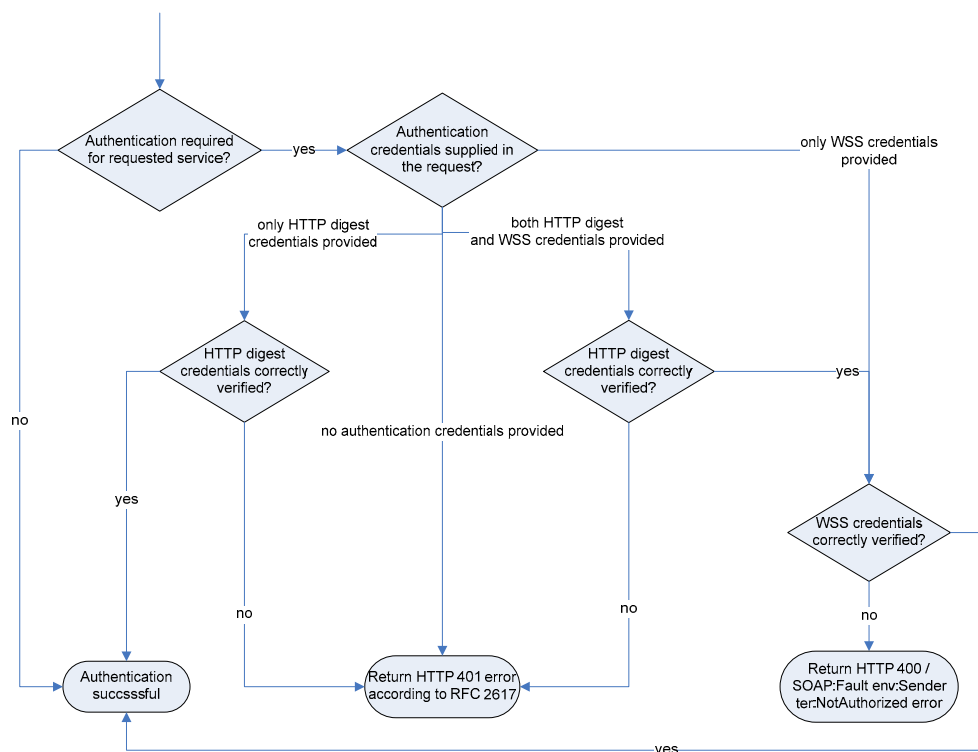 Authentication required
for requested service?
yes
Authentication
credentials supplied in
the request?
only WSS credentials
provided
only HTTP digest
credentials provided
both HTTP digest
and WSS credentials provided
HTTP digest
credentials correctly
verified?
HTTP digest
credentials correctly
verified?
yes
no
no authentication credentials provided
yes
WSS credentials
correctly verified?
no
no
no
Authentication
succsssful
Return HTTP 401 error
according to RFC 2617
Return HTTP 400 /
SOAP:Fault env:Sender
ter:NotAuthorized error
yes